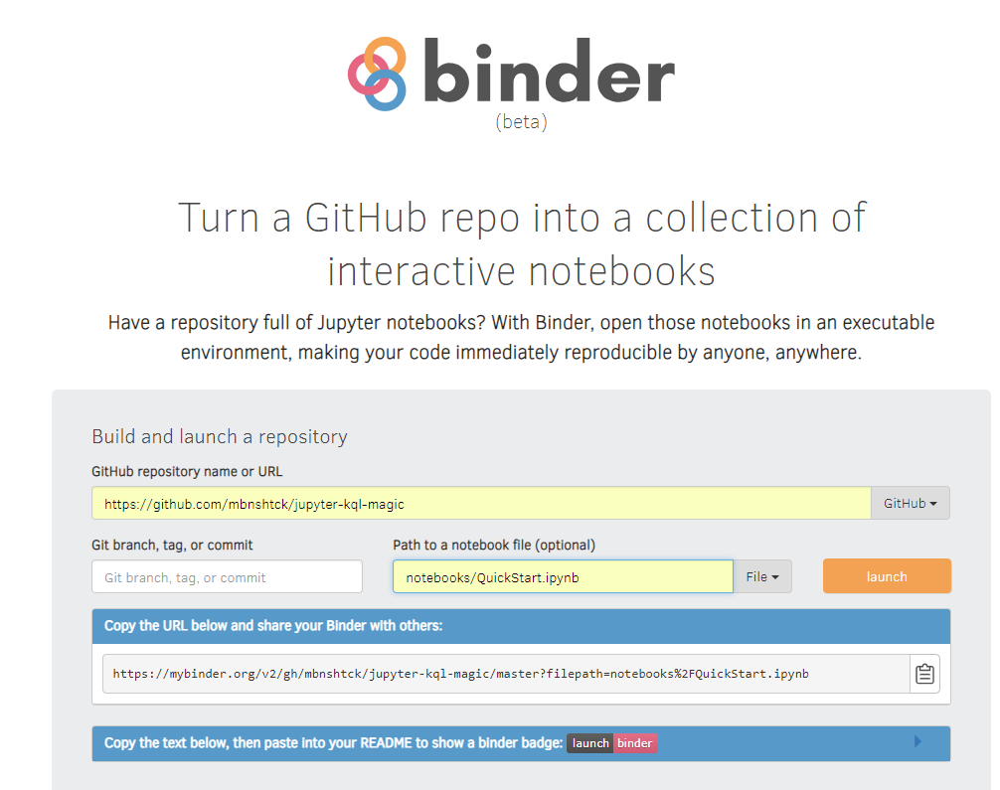 binder
(beta)
Turn a GitHub repo into a collection of
interactive notebooks
Have a repository full of Jupyter notebooks? With Binder, open those notebooks in an executable
environment, making your code immediately reproducible by anyone, anywhere.
Build and launch a repository
GitHub repository name or URL
https://github.com/mbnshtck/jupyter-kql-magic
GitHub
Git branch, tag, or commit
Path to a notebook file (optional)
Git branch, tag, or commit
notebooks/QuickStart.ipynb
File
launch
Copy the URL below and share your Binder with others:
https://mybinder.org/v2/gh/mbnshtck/jupyter-kql-magic/master?filepath=notebooks%2FQuickStart.ipynb
Copy the text below, then paste into your README to show a binder badge: launch binder